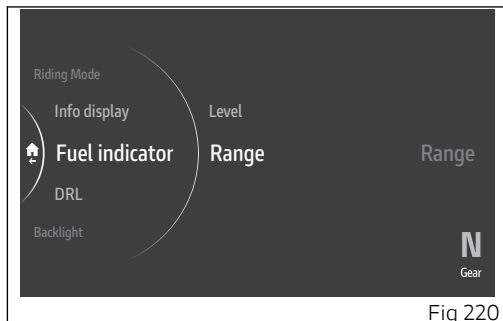 Riding Mode
Info display
Level
Fuel indicator
Range
Range
DRL
Backlight
N
Gear
Fig 220